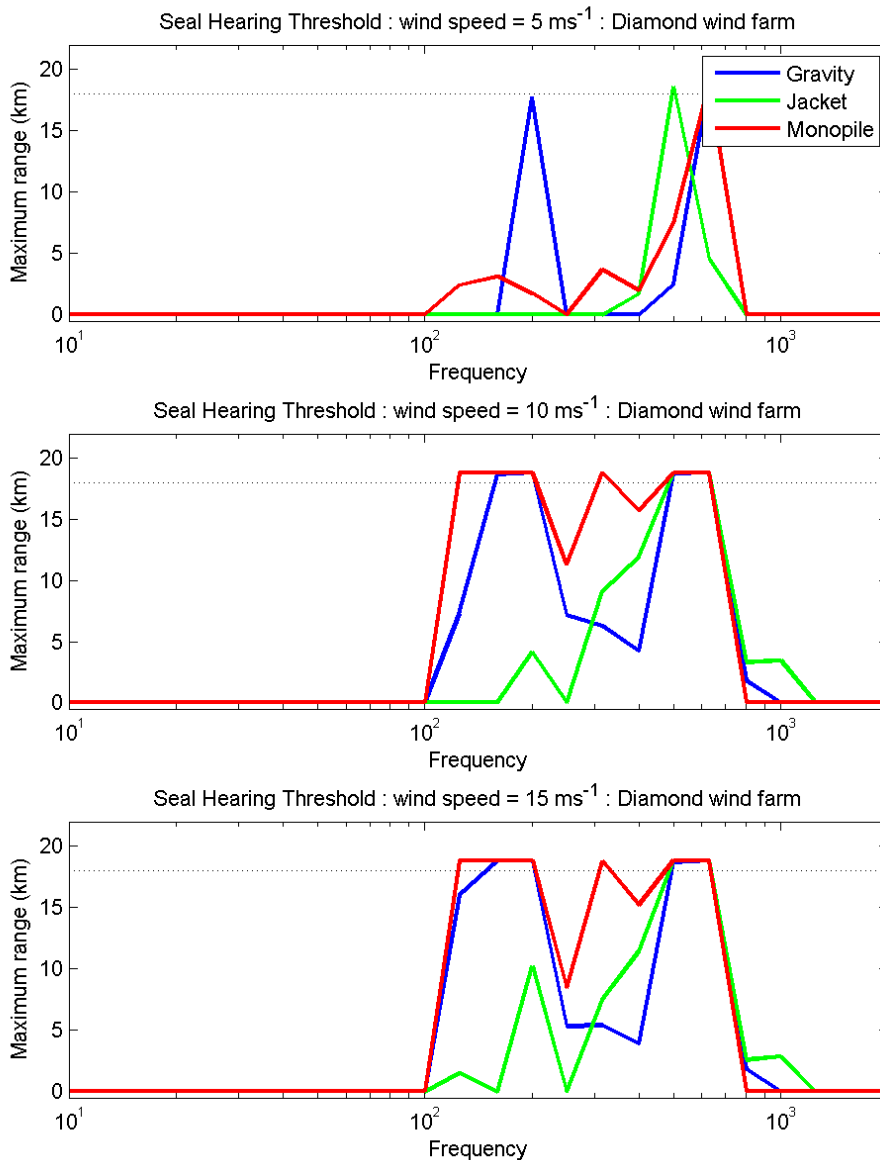 Seal Hearing Threshold : wind speed = 5 ms⁻¹ : Diamond wind farm
20
15
10
5
0
Maximum range (km)
Gravity
Jacket
Monopile
10¹
10²
10³
Frequency
Seal Hearing Threshold : wind speed = 10 ms⁻¹ : Diamond wind farm
20
15
10
5
0
Maximum range (km)
10¹
10²
10³
Frequency
Seal Hearing Threshold : wind speed = 15 ms⁻¹ : Diamond wind farm
20
15
10
5
0
Maximum range (km)
10¹
10²
10³
Frequency